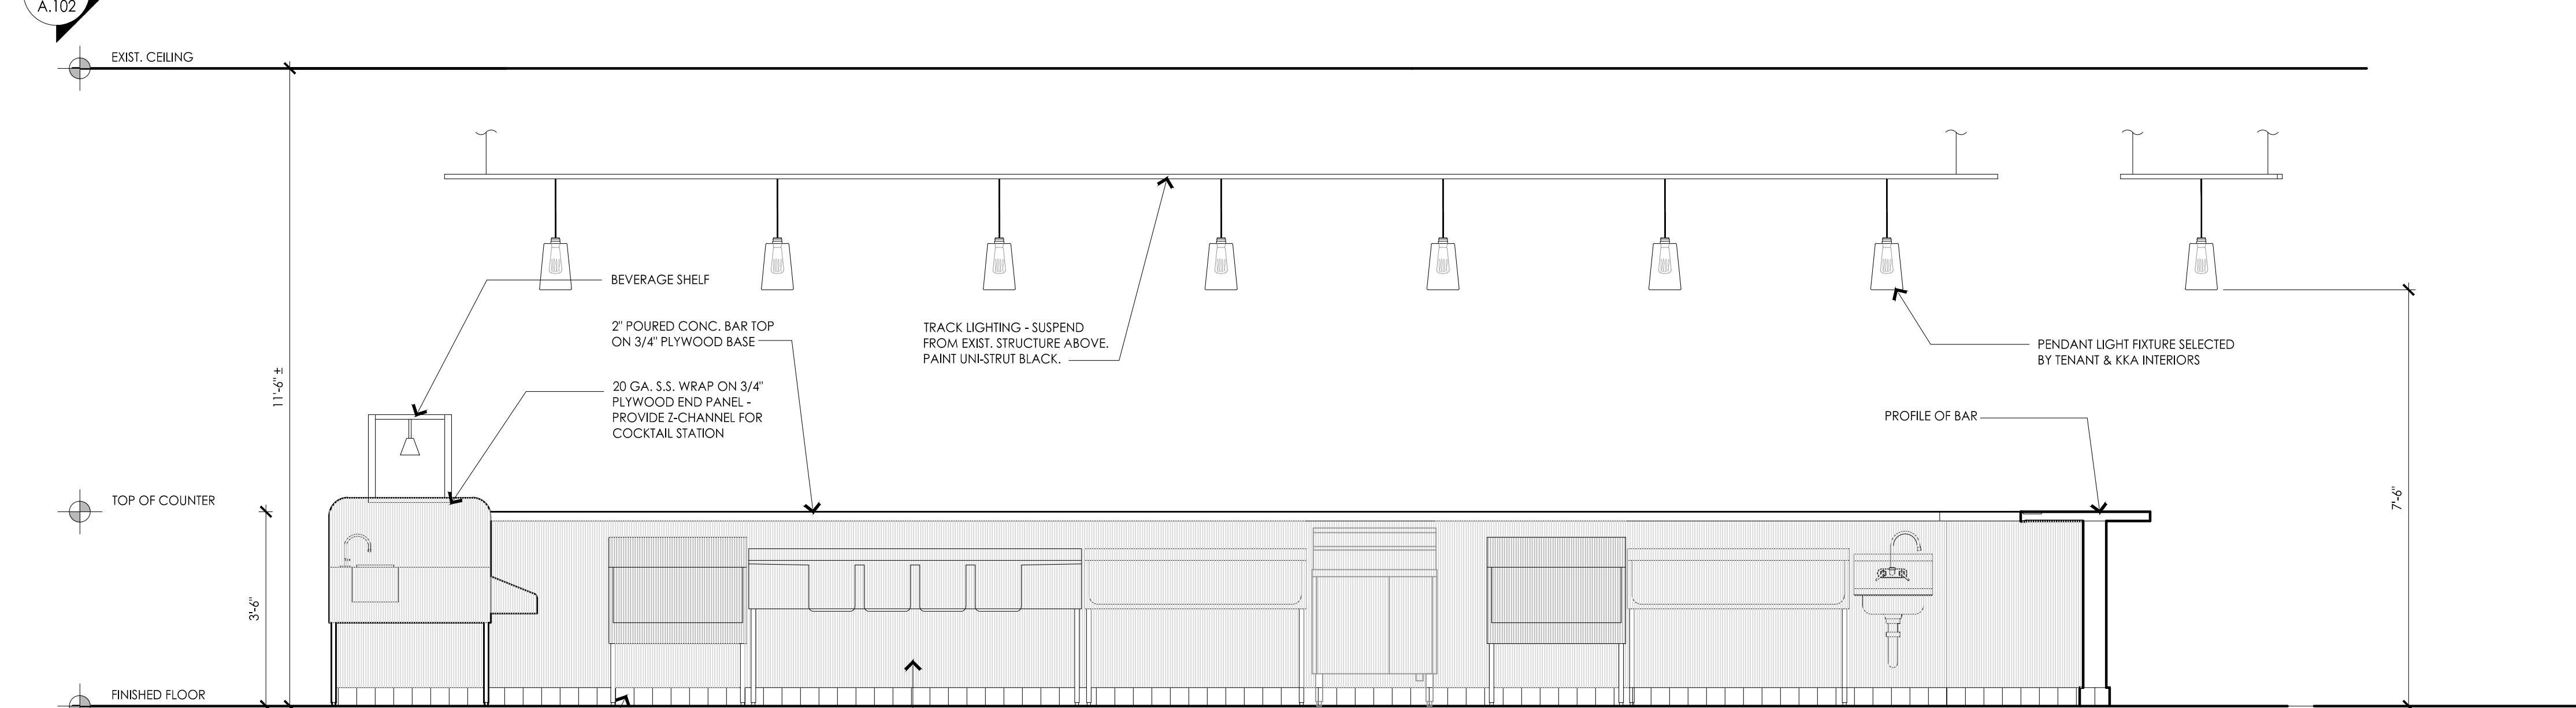 A.102
EXIST. CEILING
BEVERAGE SHELF
2" POURED CONC. BAR TOP
ON 3/4" PLYWOOD BASE
TRACK LIGHTING - SUSPEND
FROM EXIST. STRUCTURE ABOVE.
PAINT UNI-STRUT BLACK.
PENDANT LIGHT FIXTURE SELECTED
BY TENANT & KKA INTERIORS
11'-6" ±
20 GA. S.S. WRAP ON 3/4"
PLYWOOD END PANEL -
PROVIDE Z-CHANNEL FOR
COCKTAIL STATION
PROFILE OF BAR
TOP OF COUNTER
7'-6"
3'-6"
FINISHED FLOOR